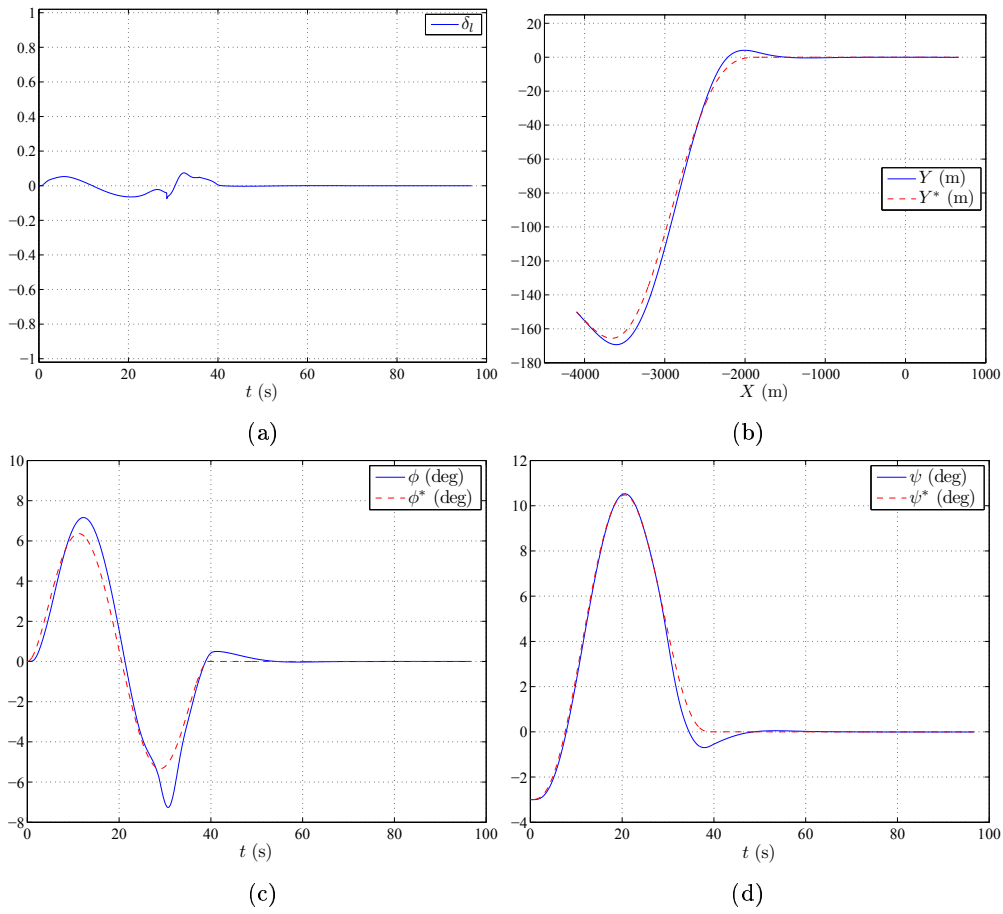 1
0.8
0.6
0.4
0.2
0
−0.2
−0.4
−0.6
−0.8
−1
0 20 40 60 80 100
t (s)
δ_l
(a)
20
0
−20
−40
−60
−80
−100
−120
−140
−160
−180
−4000 −3000 −2000 −1000 0 1000
X (m)
Y (m)
Y* (m)
(b)
10
8
6
4
2
0
−2
−4
−6
−8
0 20 40 60 80 100
t (s)
ϕ (deg)
ϕ* (deg)
(c)
12
10
8
6
4
2
0
−2
−4
0 20 40 60 80 100
t (s)
ψ (deg)
ψ* (deg)
(d)